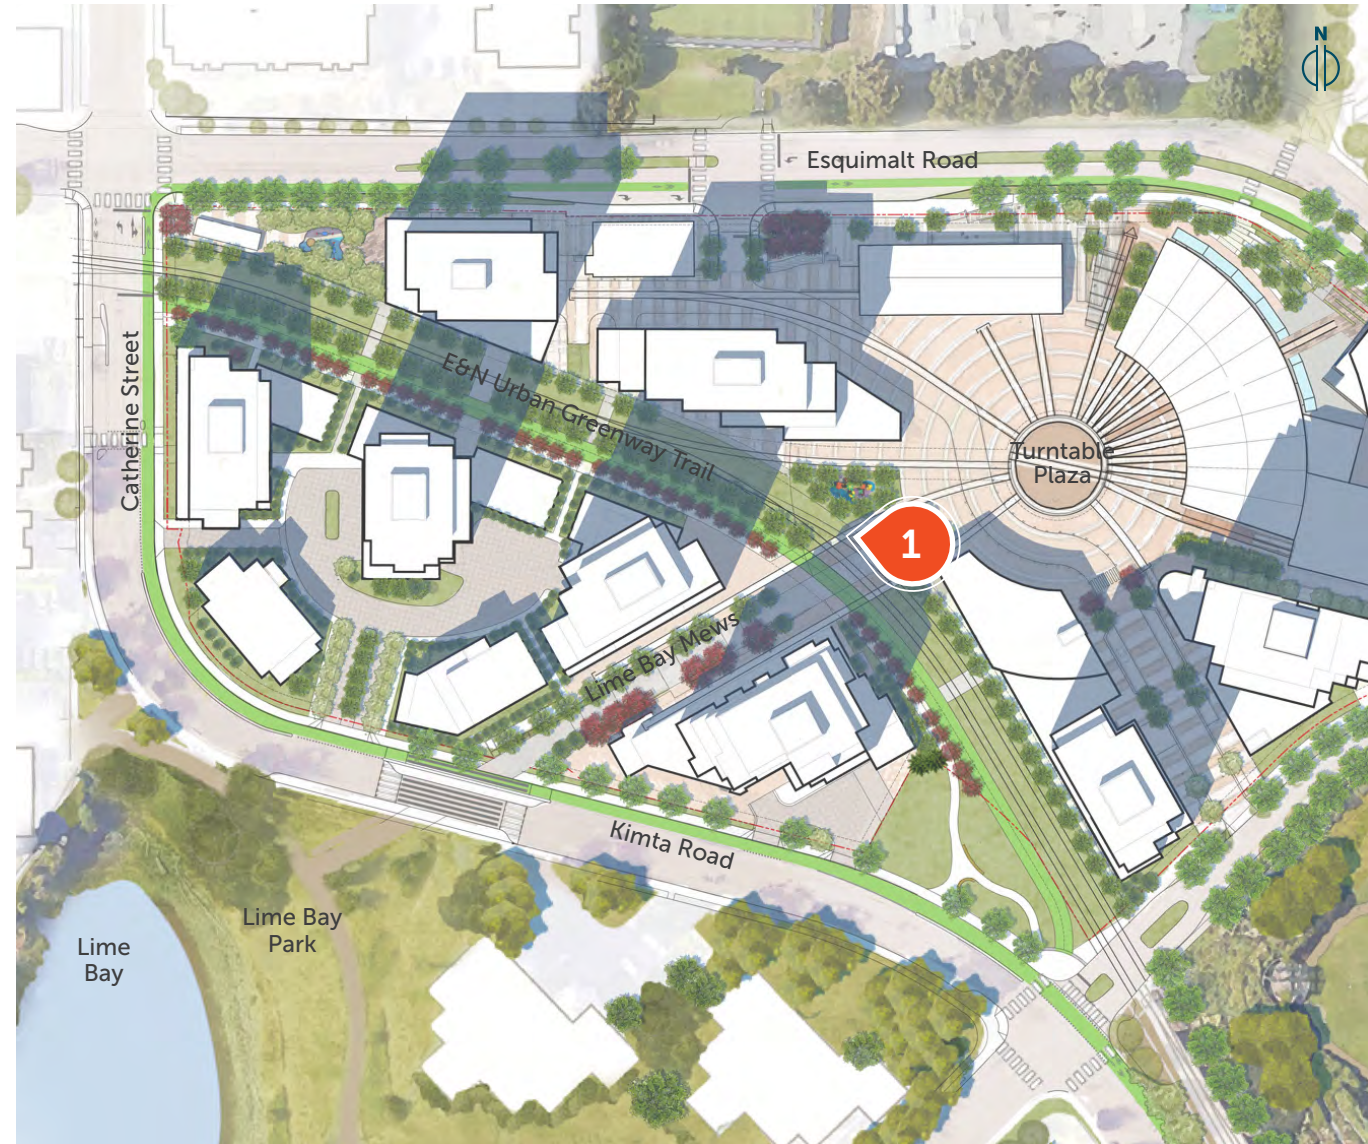 N
Esquimalt Road
Catherine Street
E&N Urban Greenway Trail
Turntable
Plaza
1
Lime Bay Mews
Kimta Road
Lime Bay
Park
Lime
Bay